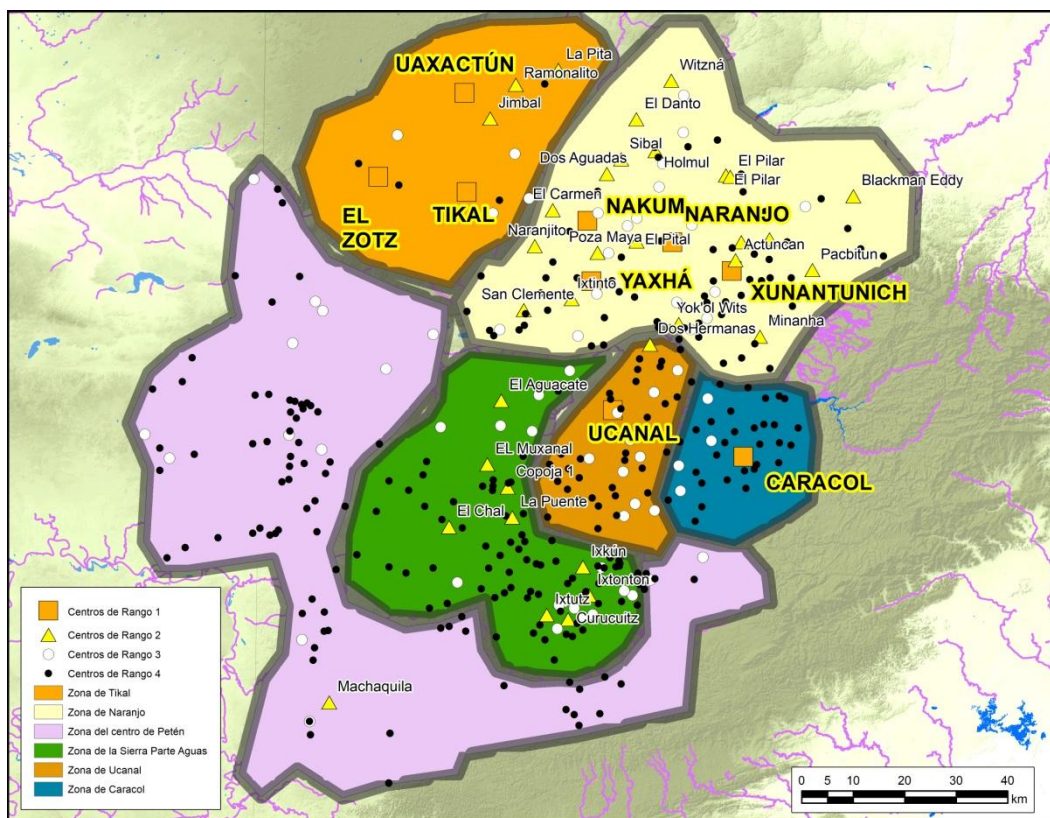 La Pita
UAXACTÚN
Ramonalito
Witzná
Jimbal
El Danto
Sibal
Dos Aguadas
Holmul
El Pilar
El Pilar
Blackman Eddy
El Carmen
NAKUM
NARANJO
EL
ZOTZ
TIKAL
Naranjito
Poza Maya
El Pital
Actuncan
Pacbitun
Ixtinto
YAXHÁ
XUNANTUNICH
San Clemente
Yok'ol Wits
Minanha
Dos Hermanas
El Aguacate
UCANAL
EL Muxanal
Copoja 1
CARACOL
La Puente
El Chal
Ixkún
Ixtonton
Ixtutz
Curucuitz
Machaquila
Centros de Rango 1
Centros de Rango 2
Centros de Rango 3
Centros de Rango 4
Zona de Tikal
Zona de Naranjo
Zona del centro de Petén
Zona de la Sierra Parte Aguas
Zona de Ucanal
Zona de Caracol
0 5 10 20 30 40
km